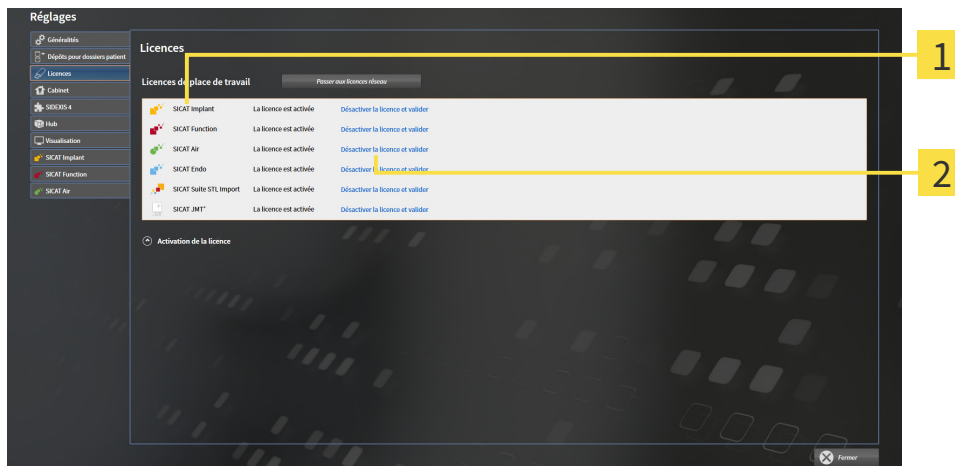 Réglages
Généralités
Dépôts pour dossiers patient
Licences
Cabinet
SIDEXIS 4
Hub
Visualisation
SICAT Implant
SICAT Function
SICAT Air
Licences
Licences de place de travail
Passer aux licences réseau
SICAT Implant La licence est activée Désactiver la licence et valider
SICAT Function La licence est activée Désactiver la licence et valider
SICAT Air La licence est activée Désactiver la licence et valider
SICAT Endo La licence est activée Désactiver la licence et valider
SICAT Suite STL Import La licence est activée Désactiver la licence et valider
SICAT JMT⁺ La licence est activée Désactiver la licence et valider
Activation de la licence
Fermer
1
2